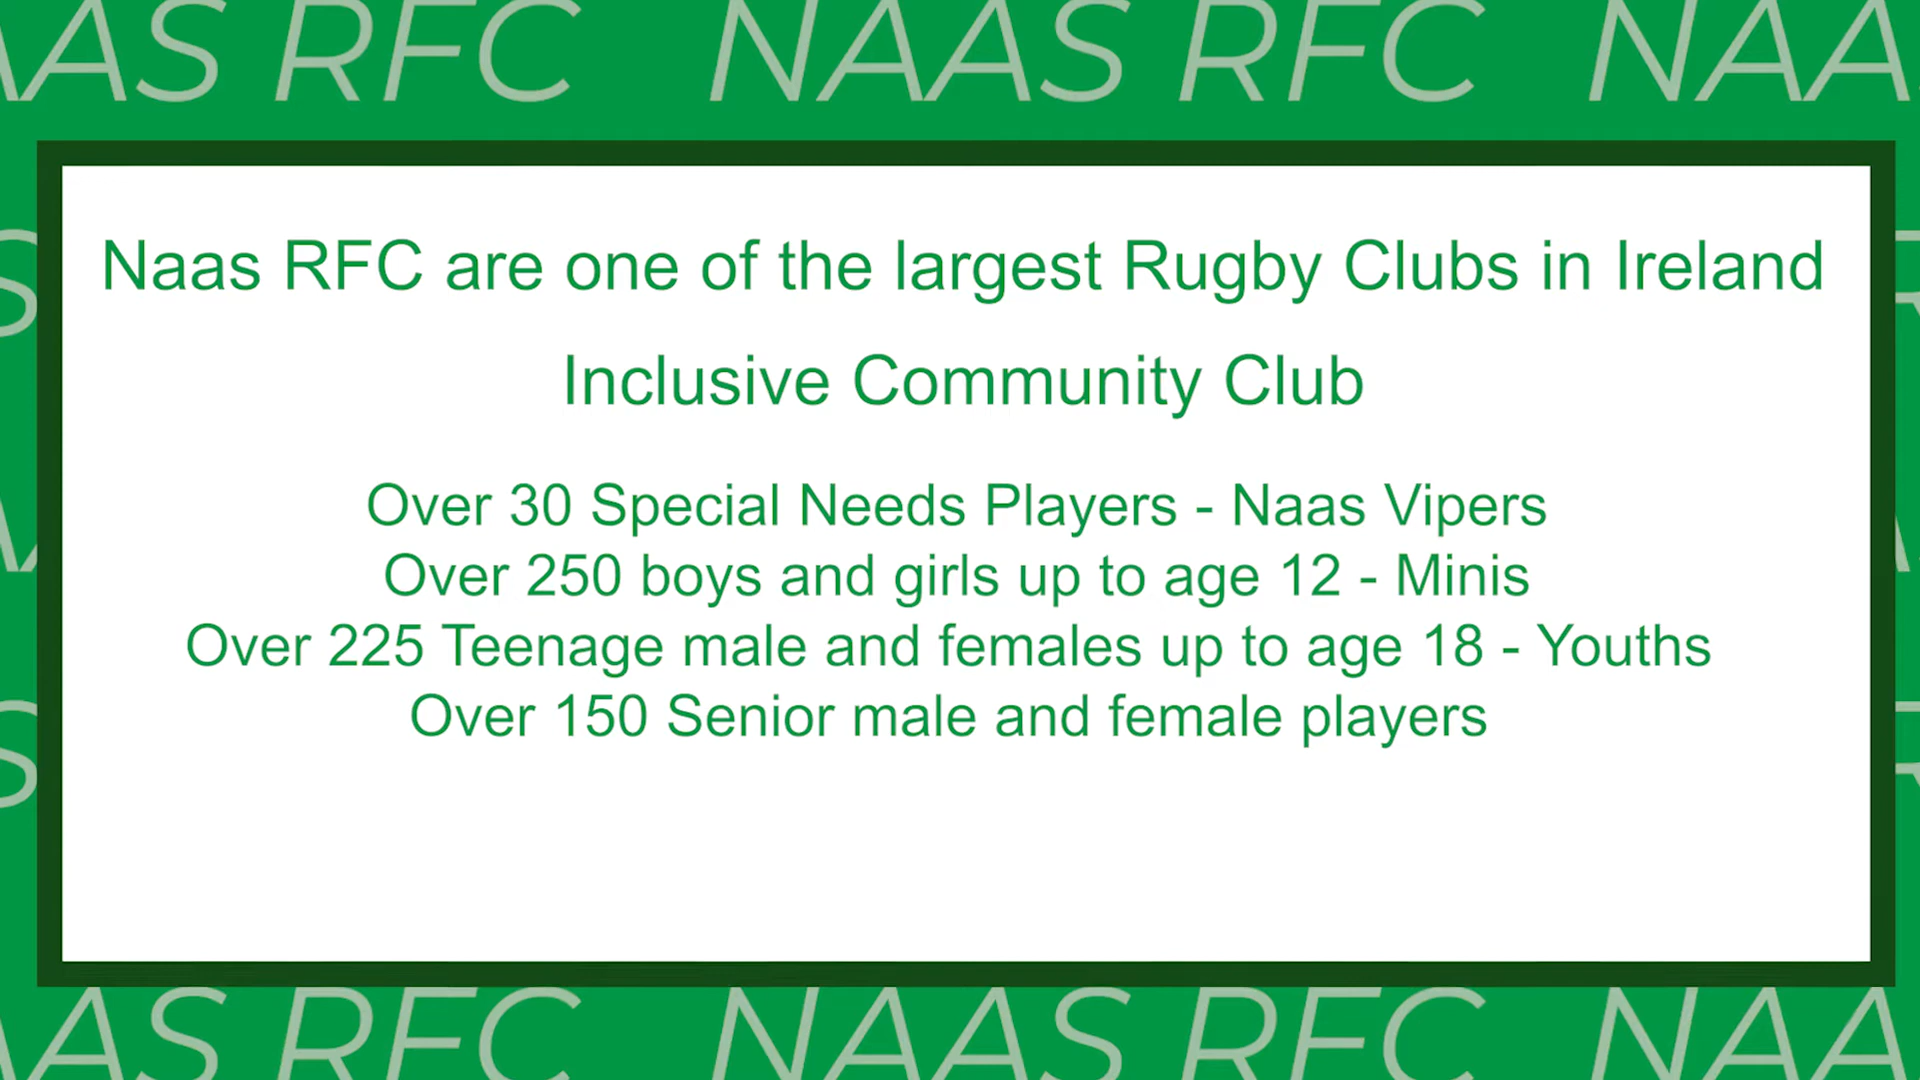 AAS RFC NAAS RFC NAA
Naas RFC are one of the largest Rugby Clubs in Ireland
Inclusive Community Club
Over 30 Special Needs Players - Naas Vipers
Over 250 boys and girls up to age 12 - Minis
Over 225 Teenage male and females up to age 18 - Youths
Over 150 Senior male and female players
AAS RFC NAAS RFC NAA